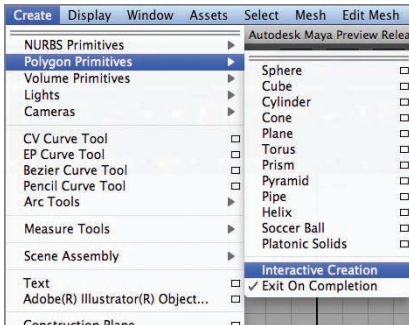 Create Display Window Assets Select Mesh Edit Mesh
Autodesk Maya Preview Relea
NURBS Primitives
Polygon Primitives
Volume Primitives
Lights
Cameras
CV Curve Tool
EP Curve Tool
Bezier Curve Tool
Pencil Curve Tool
Arc Tools
Measure Tools
Scene Assembly
Text
Adobe(R) Illustrator(R) Object...
Construction Plane
Sphere
Cube
Cylinder
Cone
Plane
Torus
Prism
Pyramid
Pipe
Helix
Soccer Ball
Platonic Solids
Interactive Creation
✓ Exit On Completion